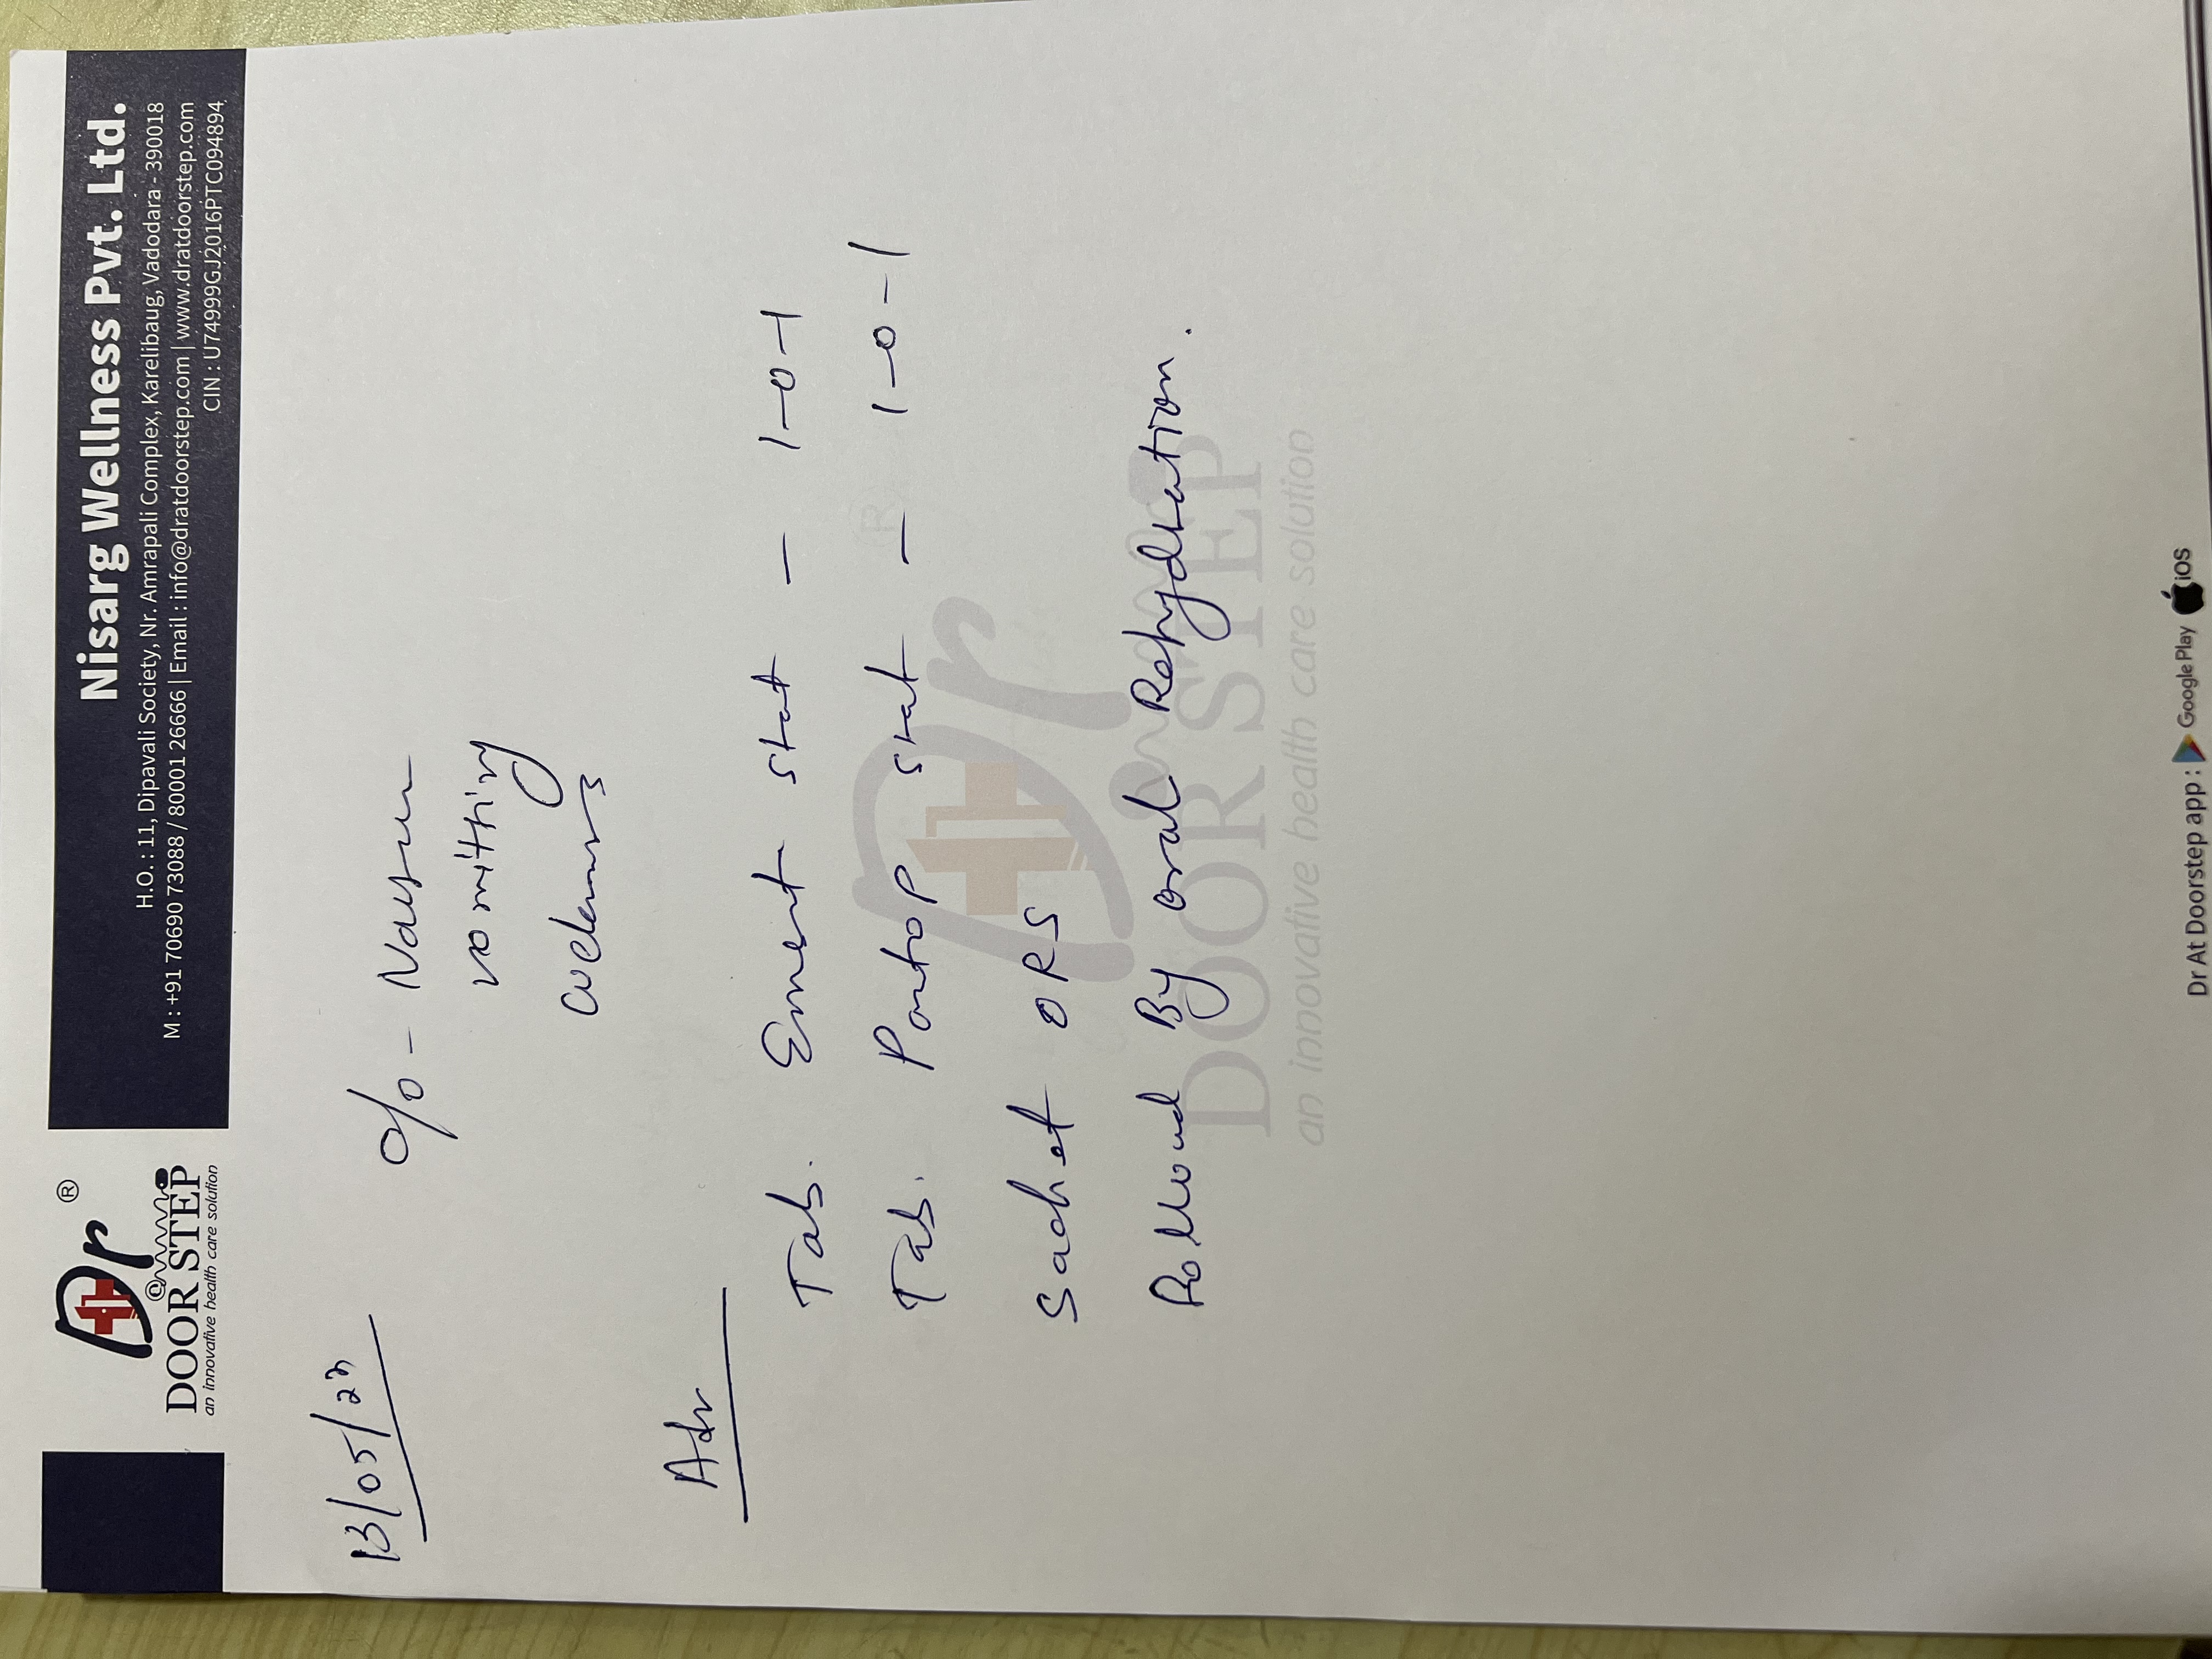 Dr ®
DOOR STEP
an innovative health care solution
Nisarg Wellness Pvt. Ltd.
H.O. : 11, Dipavali Society, Nr. Amrapali Complex, Karelibaug, Vadodara - 390018
M : +91 70690 73088 / 80001 26666 | Email : info@dratdoorstep.com | www.dratdoorstep.com
CIN : U74999GJ2016PTC094894
13/05/23
c/o -
vomitting
Adv
Tab. Emeset stat - 1-0-1
Tab. Pantop stat - 1-0-1
Sachet ORS
By oral Rehydration.
Dr ®
DOOR STEP
an innovative health care solution
Dr At Doorstep app : Google Play iOS